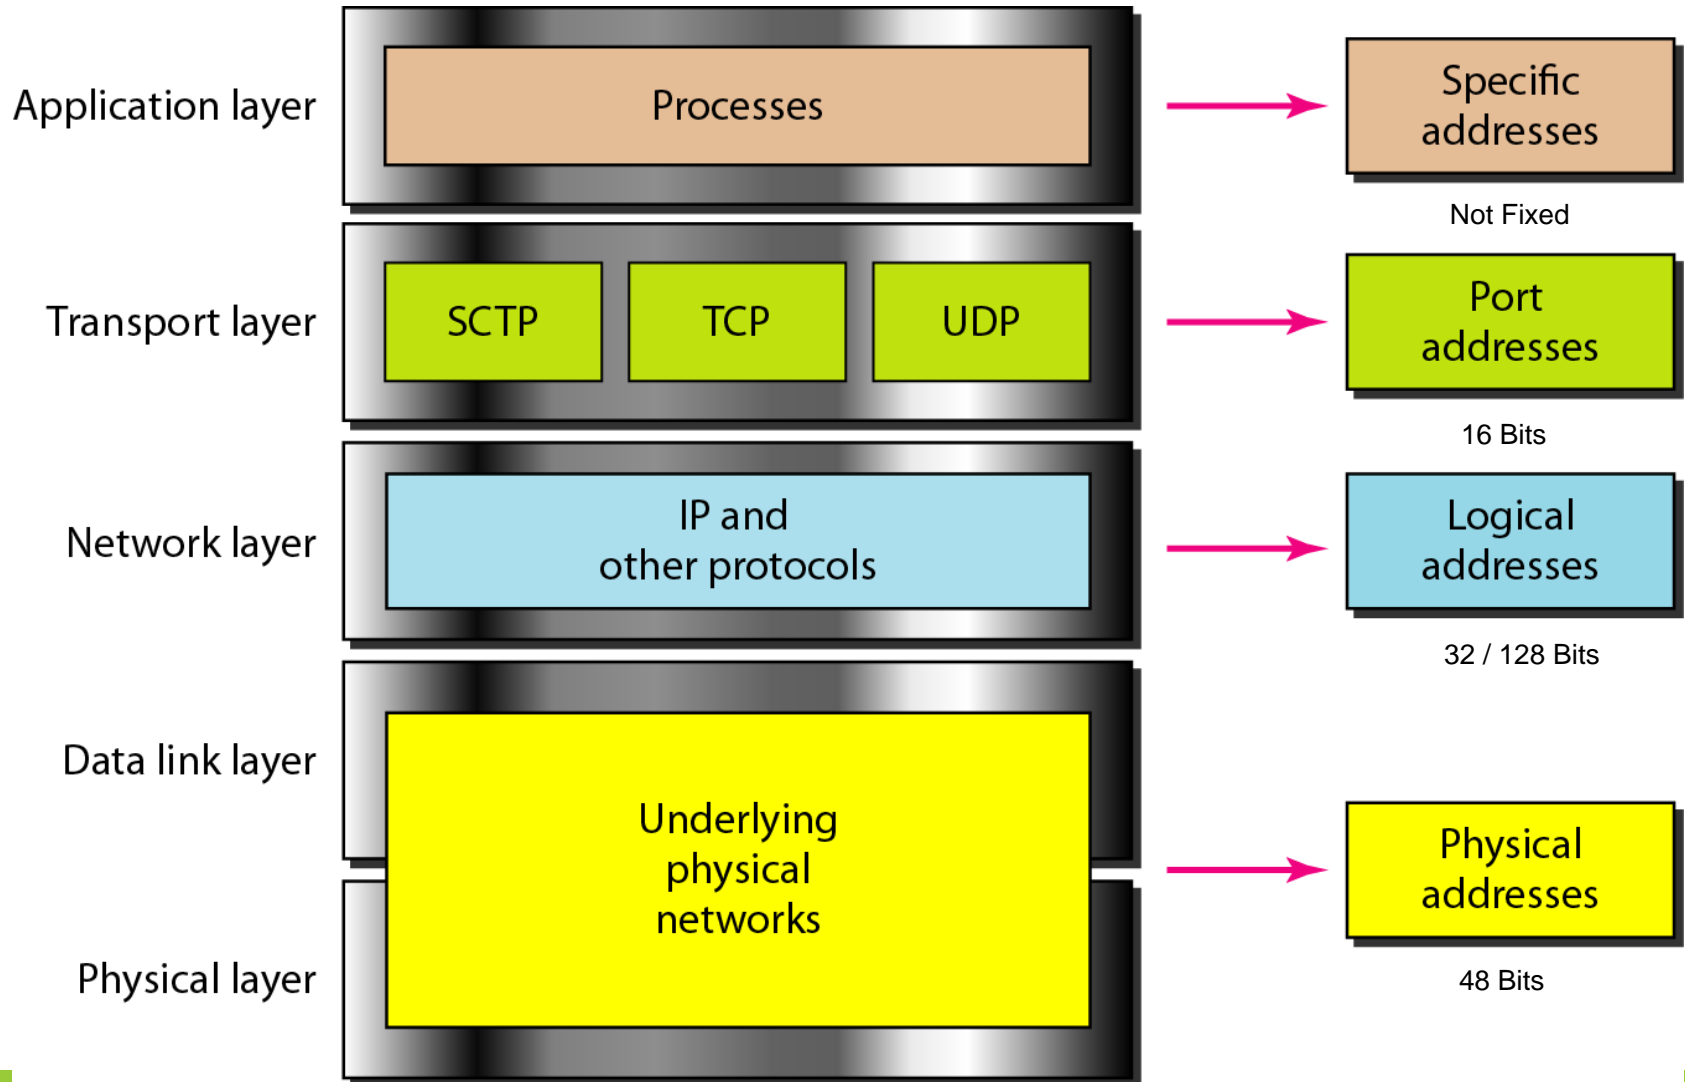 Application layer
Processes
Specific
addresses
Not Fixed
Transport layer
SCTP
TCP
UDP
Port
addresses
16 Bits
Network layer
IP and
other protocols
Logical
addresses
32 / 128 Bits
Data link layer
Underlying
physical
networks
Physical
addresses
48 Bits
Physical layer